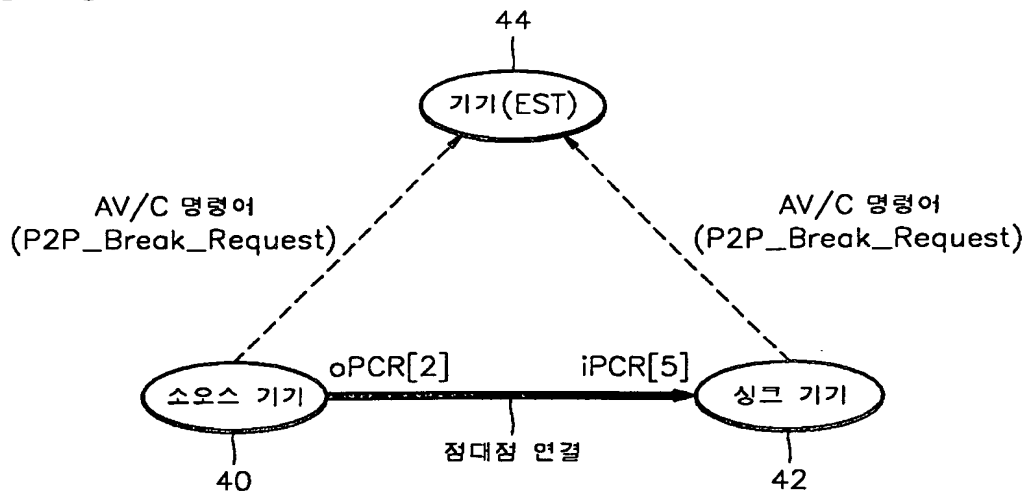 44
기기(EST)
AV/C 명령어
(P2P_Break_Request)
AV/C 명령어
(P2P_Break_Request)
oPCR[2]
iPCR[5]
소오스 기기
싱크 기기
점대점 연결
40
42